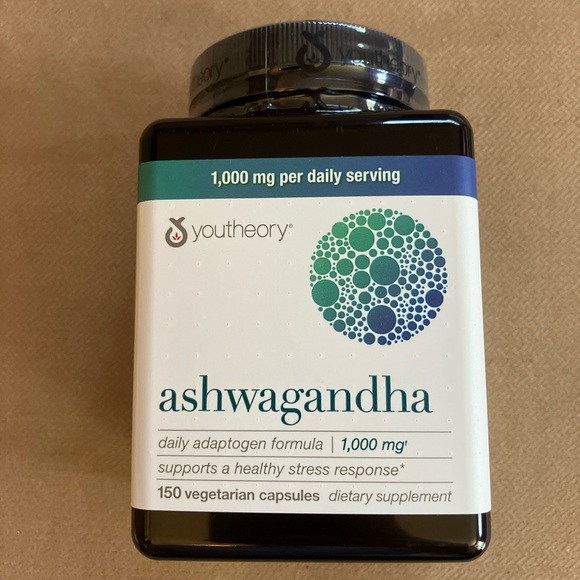 youtheory
1,000 mg per daily serving
youtheory®
ashwagandha
daily adaptogen formula | 1,000 mg†
supports a healthy stress response*
150 vegetarian capsules dietary supplement